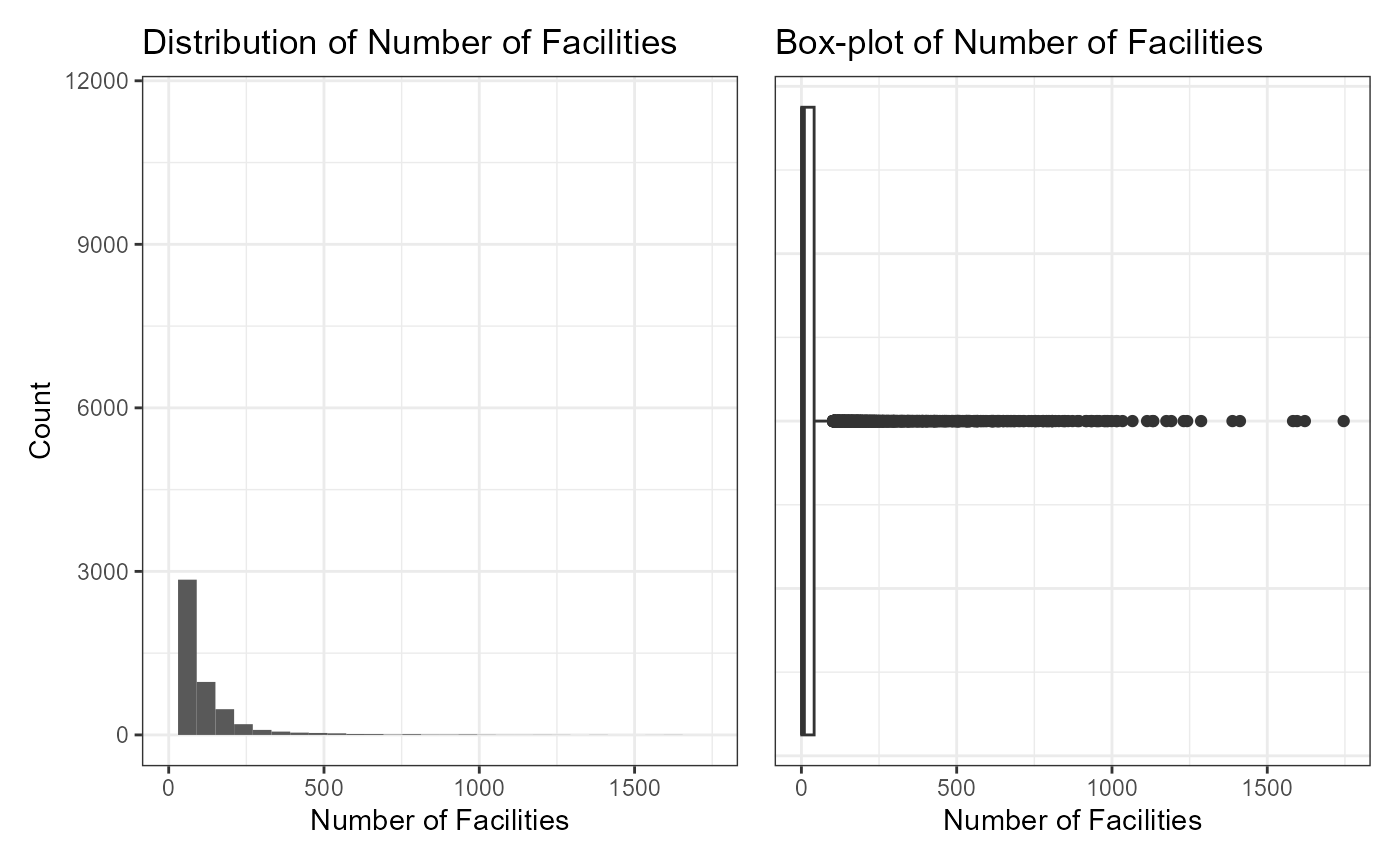 Distribution of Number of Facilities
12000
9000
6000
3000
0
Count
0 500 1000 1500
Number of Facilities
Box-plot of Number of Facilities
0 500 1000 1500
Number of Facilities